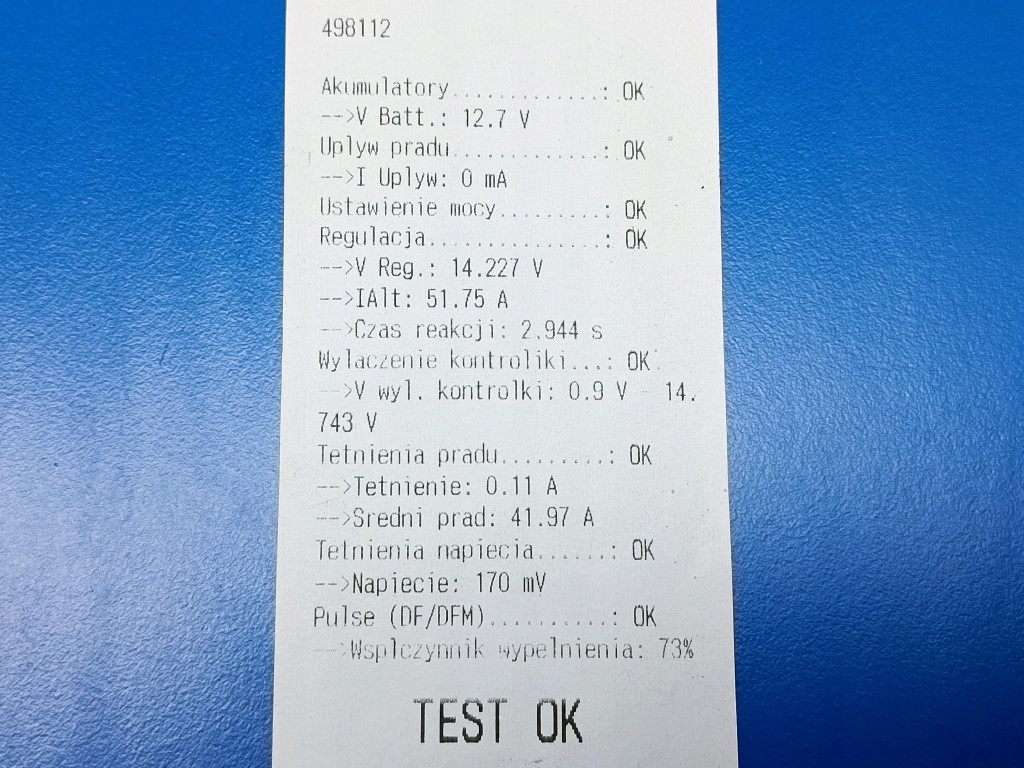 498112
Akumulatory.............: OK
-->V Batt.: 12.7 V
Uplyw pradu.............: OK
-->I Uplyw: 0 mA
Ustawienie mocy.........: OK
Regulacja...............: OK
-->V Reg.: 14.227 V
-->IAlt: 51.75 A
-->Czas reakcji: 2.944 s
Wylaczenie kontroliki...: OK
-->V wyl. kontrolki: 0.9 V - 14.
743 V
Tetnienia pradu.........: OK
-->Tetnienie: 0.11 A
-->Sredni prad: 41.97 A
Tetnienia napiecia......: OK
-->Napiecie: 170 mV
Pulse (DF/DFM)..........: OK
-->Wsplczynnik wypelnienia: 73%
TEST OK